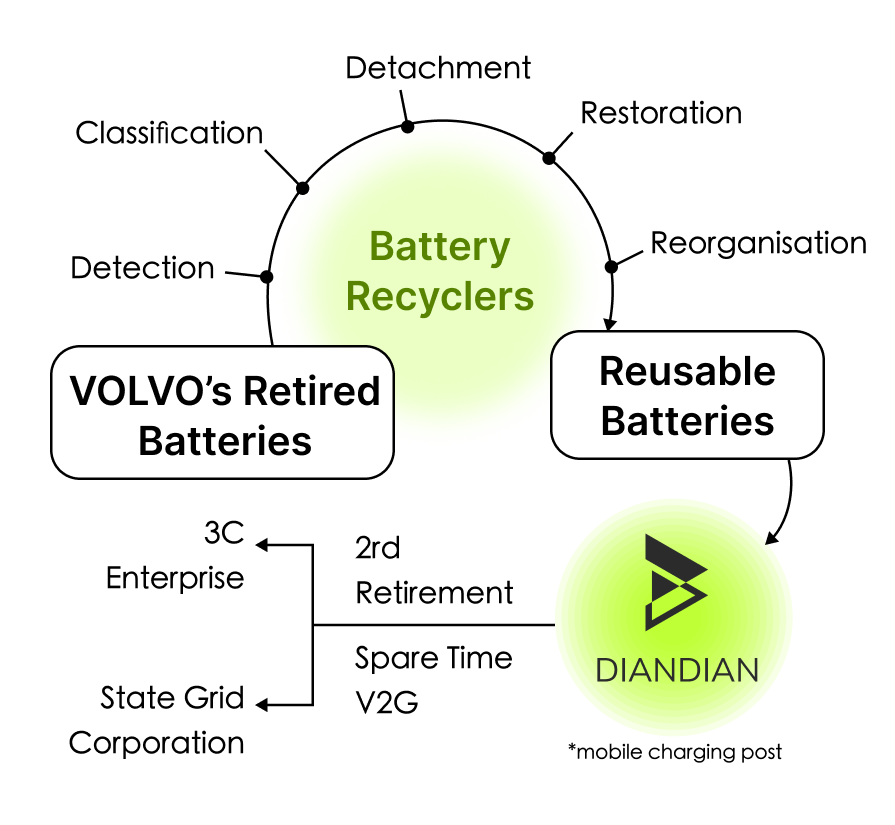 Detachment
Restoration
Classification
Reorganisation
Detection
Battery
Recyclers
VOLVO’s Retired
Batteries
Reusable
Batteries
3C
Enterprise
2rd
Retirement
Spare Time
V2G
State Grid
Corporation
DIANDIAN
*mobile charging post